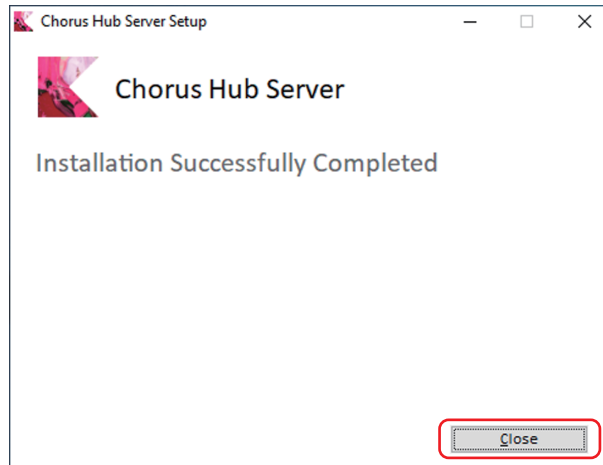 Chorus Hub Server Setup
Chorus Hub Server
Installation Successfully Completed
Close